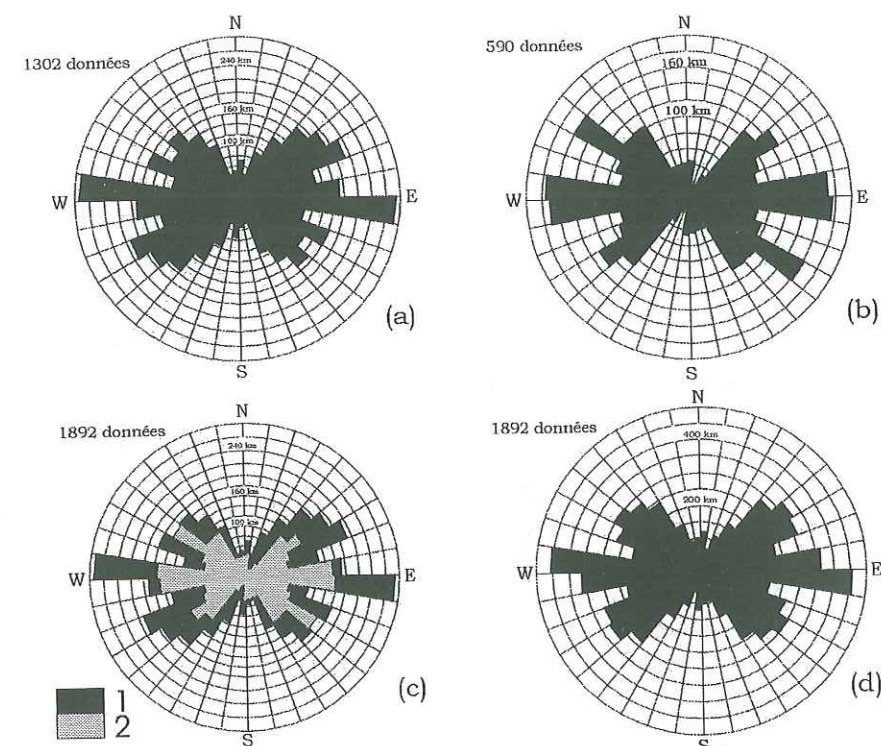 N
1302 données
240 km
160 km
100 km
W
E
S
(a)
N
590 données
160 km
100 km
W
E
S
(b)
N
1892 données
240 km
160 km
100 km
W
E
S
(c)
1
2
N
1892 données
400 km
200 km
W
E
S
(d)